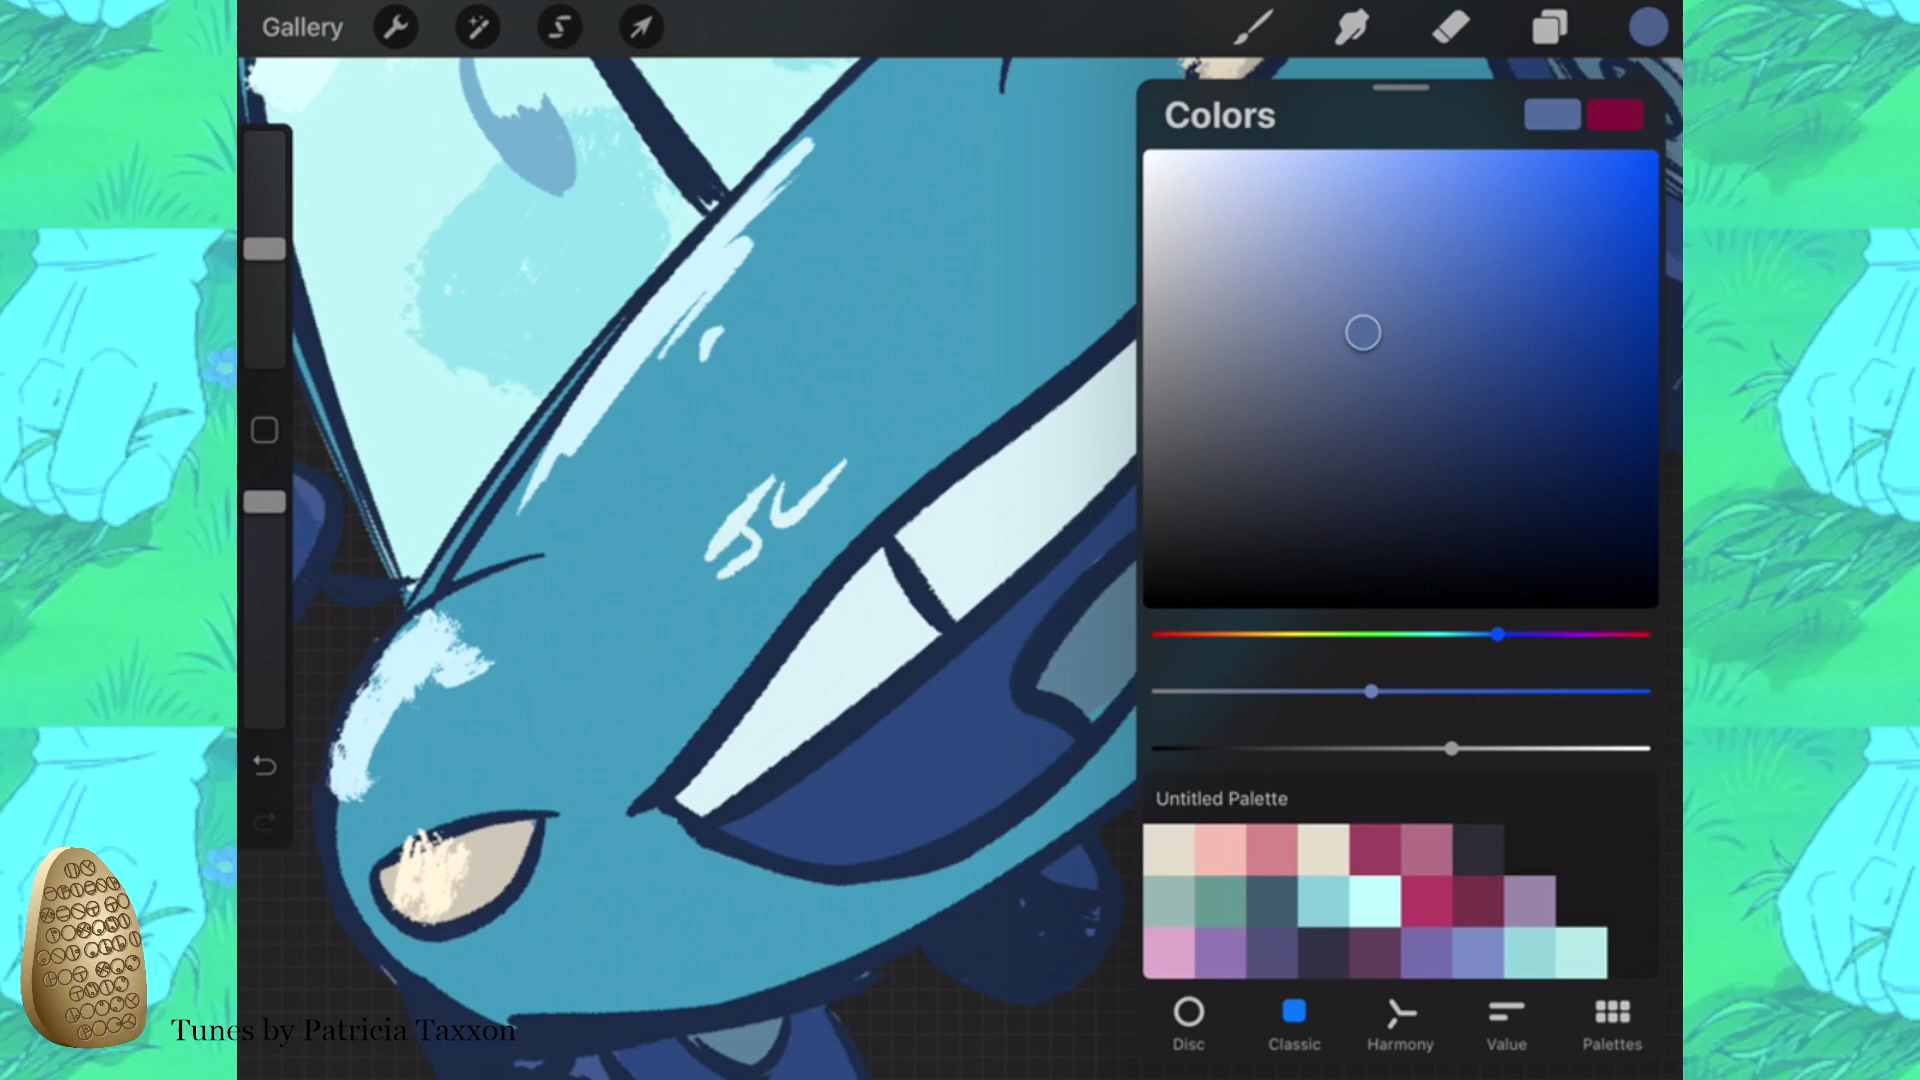 Gallery
Colors
Untitled Palette
Disc
Classic
Harmony
Value
Palettes
Tunes by Patricia Taxxon